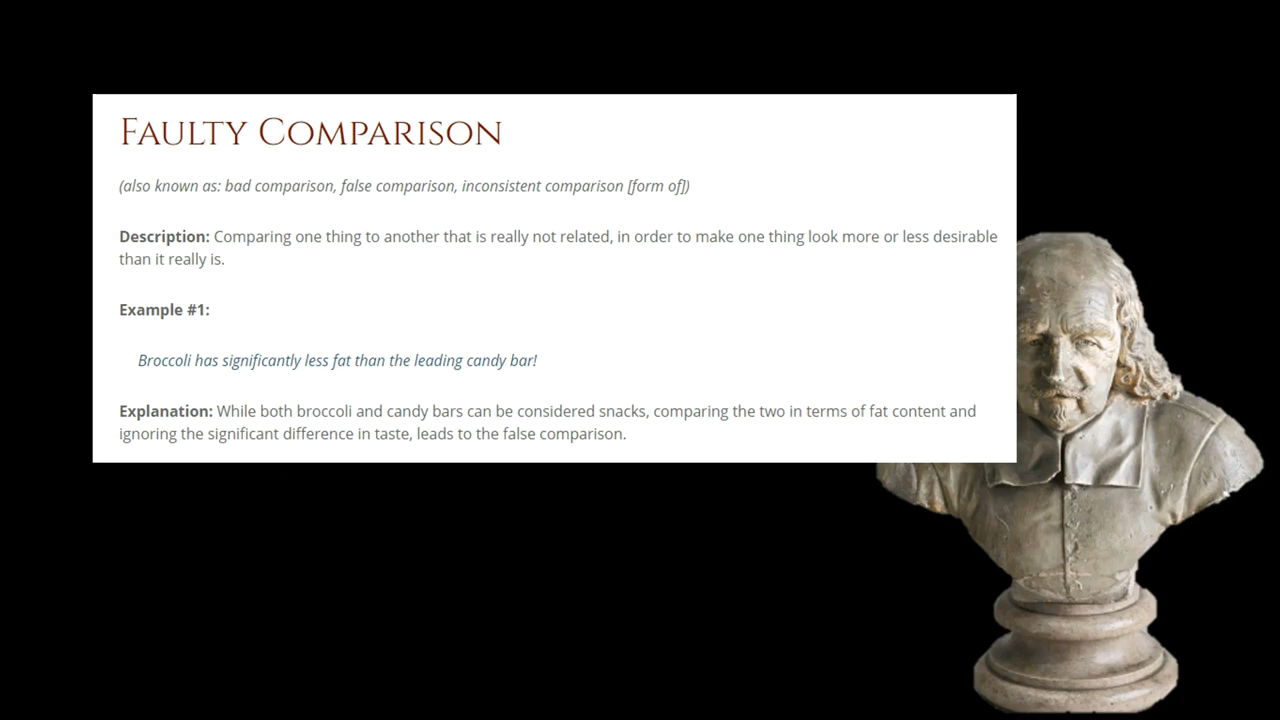 Faulty Comparison
(also known as: bad comparison, false comparison, inconsistent comparison [form of])
Description: Comparing one thing to another that is really not related, in order to make one thing look more or less desirable
than it really is.
Example #1:
Broccoli has significantly less fat than the leading candy bar!
Explanation: While both broccoli and candy bars can be considered snacks, comparing the two in terms of fat content and
ignoring the significant difference in taste, leads to the false comparison.